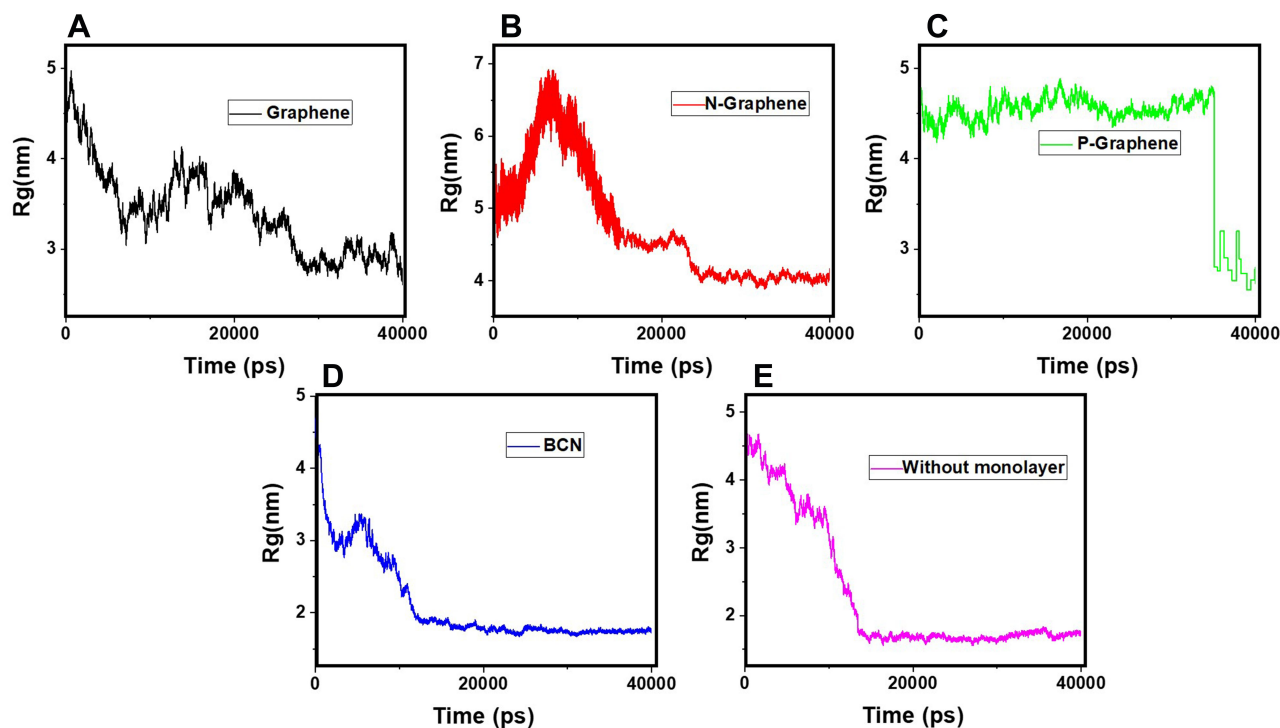 A
Rg(nm)
5
4
3
Graphene
0
20000
40000
Time (ps)
B
Rg(nm)
7
6
5
4
N-Graphene
0
20000
40000
Time (ps)
C
Rg(nm)
5
4
3
P-Graphene
0
20000
40000
Time (ps)
D
Rg(nm)
5
4
3
2
BCN
0
20000
40000
Time (ps)
E
Rg(nm)
5
4
3
2
Without monolayer
0
20000
40000
Time (ps)